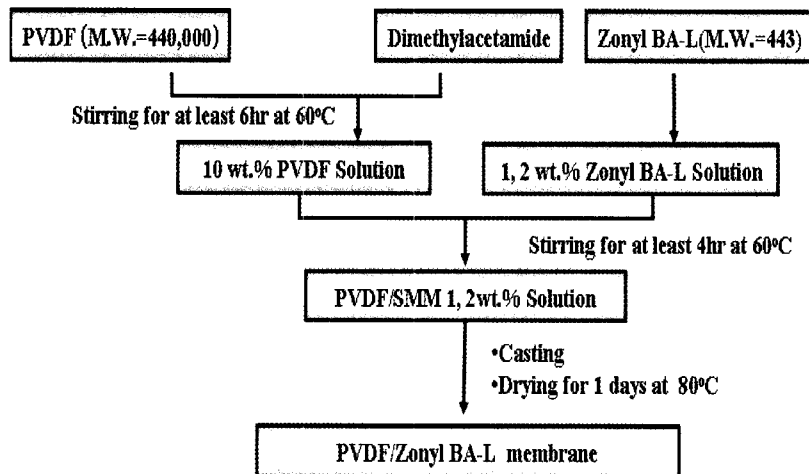 PVDF (M.W.=440,000)
Dimethylacetamide
Zonyl BA-L(M.W.=443)
Stirring for at least 6hr at 60°C
10 wt.% PVDF Solution
1, 2 wt.% Zonyl BA-L Solution
Stirring for at least 4hr at 60°C
PVDF/SMM 1, 2wt.% Solution
•Casting
•Drying for 1 days at 80°C
PVDF/Zonyl BA-L membrane